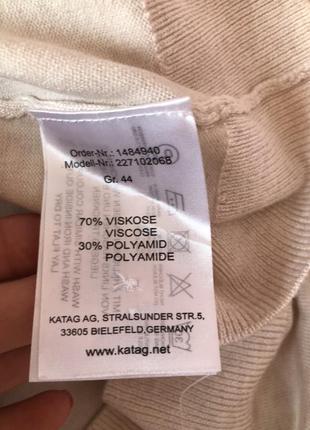 Order-Nr.: 1484940
Modell-Nr.: 227102068
Gr. 44
70% VISKOSE
VISCOSE
30% POLYAMID
POLYAMIDE
KATAG AG, STRALSUNDER STR.5,
33605 BIELEFELD,GERMANY
www.katag.net